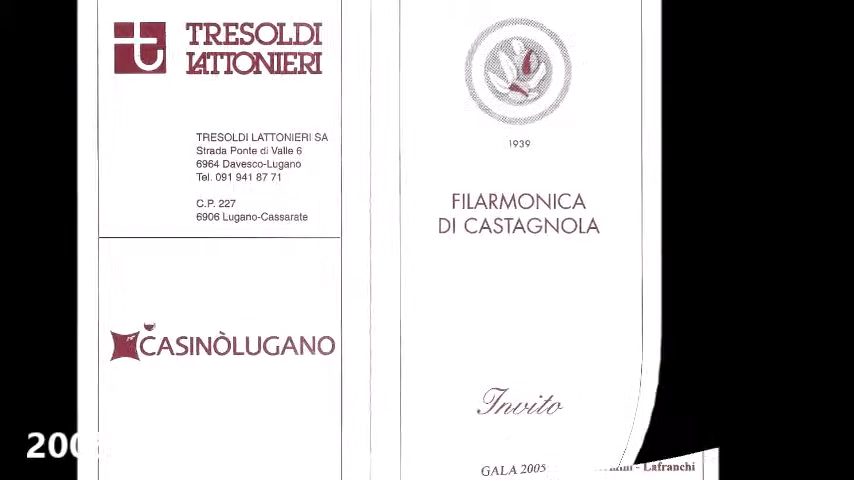 TRESOLDI
LATTONIERI
TRESOLDI LATTONIERI SA
Strada Ponte di Valle 6
6964 Davesco-Lugano
Tel. 091 941 87 71
C.P. 227
6906 Lugano-Cassarate
CASINÒLUGANO
1939
FILARMONICA
DI CASTAGNOLA
Invito
GALA 2005
- Lafranchi